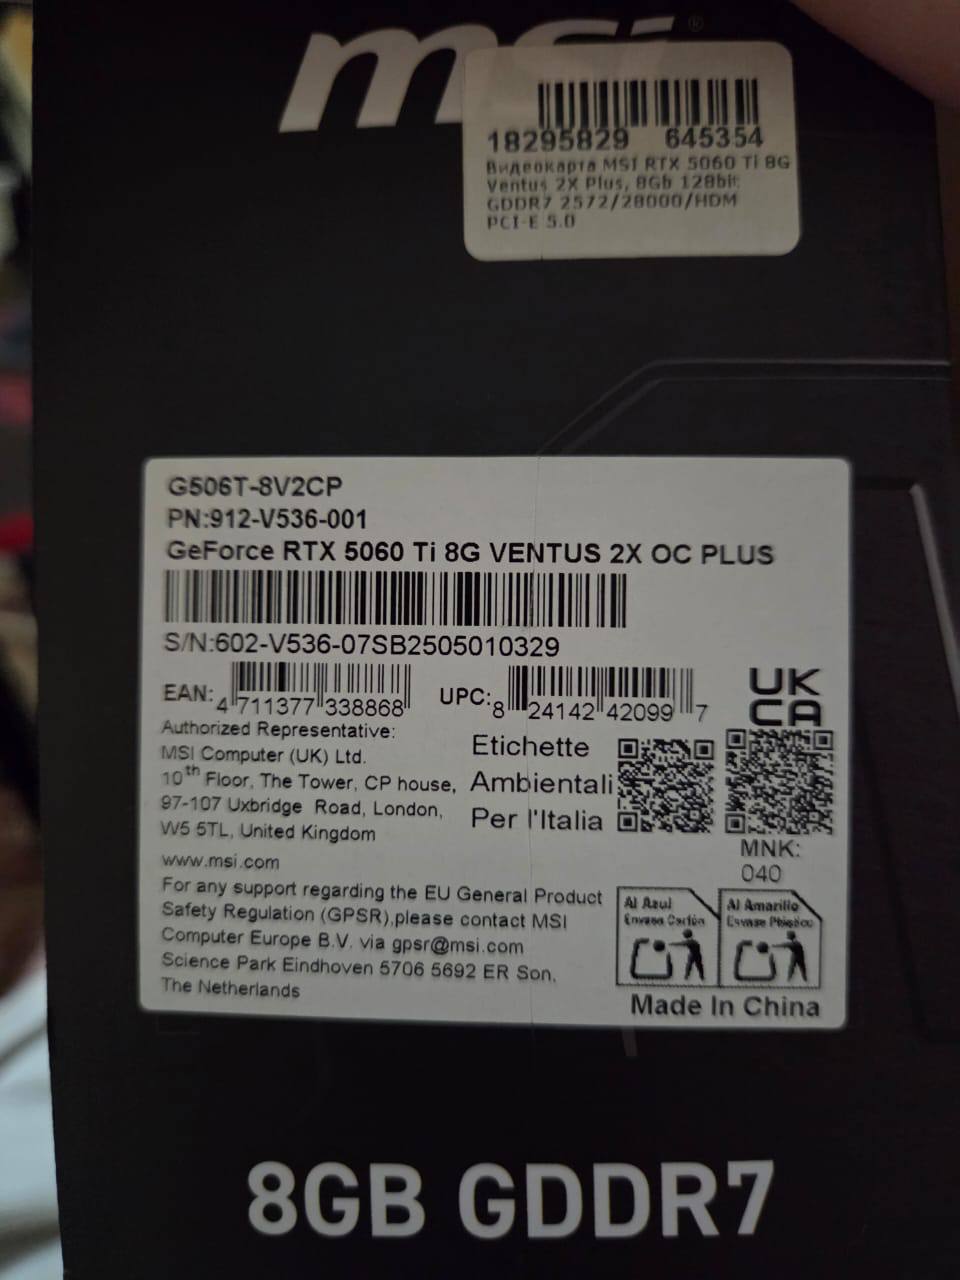 msi
®
18295829 645354
Видеокарта MSI RTX 5060 Ti 8G
Ventus 2X Plus, 8Gb 128bit
GDDR7 2572/28000/HDM
PCI-E 5.0
G506T-8V2CP
PN:912-V536-001
GeForce RTX 5060 Ti 8G VENTUS 2X OC PLUS
S/N:602-V536-07SB2505010329
EAN: 4 711377 338868
UPC: 8 24142 42099 7
UK
CA
Authorized Representative:
MSI Computer (UK) Ltd.
10th Floor, The Tower, CP house,
97-107 Uxbridge Road, London,
W5 5TL, United Kingdom
www.msi.com
Etichette
Ambientali
Per l'Italia
MNK:
040
For any support regarding the EU General Product
Safety Regulation (GPSR),please contact MSI
Computer Europe B.V. via gpsr@msi.com
Science Park Eindhoven 5706 5692 ER Son,
The Netherlands
Al Azul
Envase Cartón
Al Amarillo
Envase Plástico
Made In China
8GB GDDR7